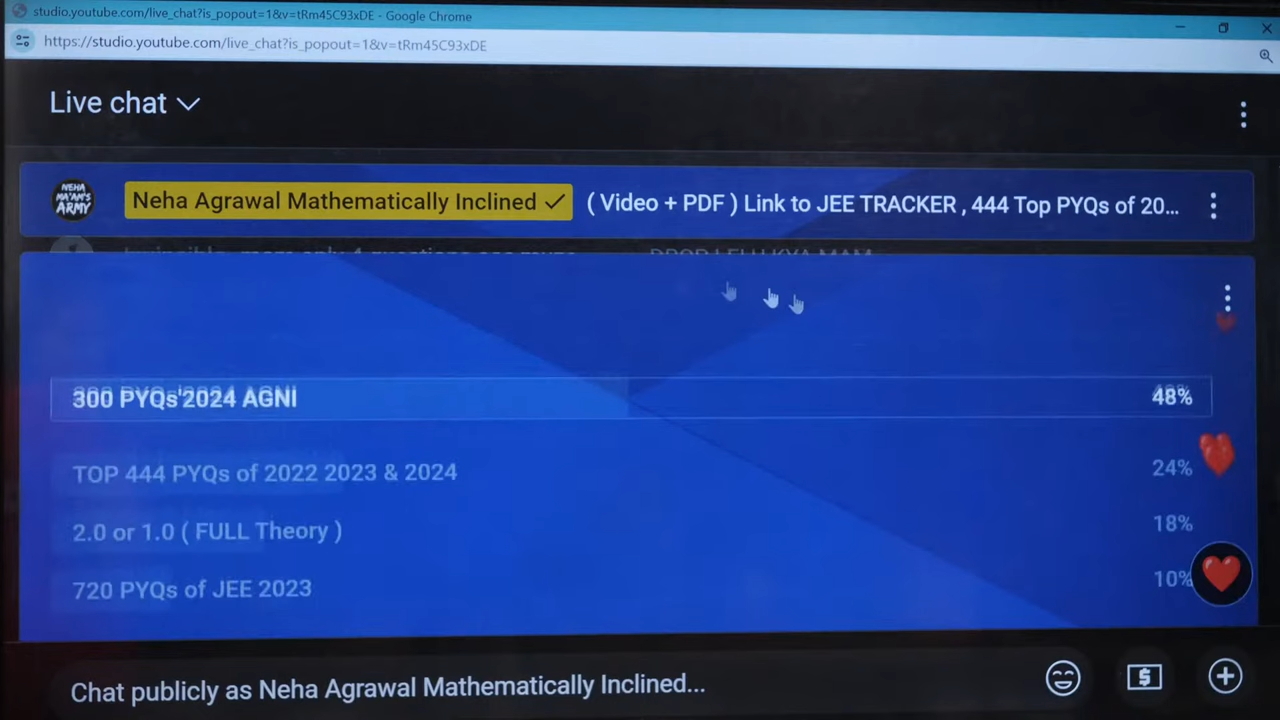 studio.youtube.com/live_chat?is_popout=1&v=tRm45C93xDE - Google Chrome
https://studio.youtube.com/live_chat?is_popout=1&v=tRm45C93xDE
Live chat
NEHA MA'AM'S ARMY
Neha Agrawal Mathematically Inclined ( Video + PDF ) Link to JEE TRACKER , 444 Top PYQs of 20...
300 PYQs'2024 AGNI 48%
TOP 444 PYQs of 2022 2023 & 2024 24%
2.0 or 1.0 ( FULL Theory ) 18%
720 PYQs of JEE 2023 10%
Chat publicly as Neha Agrawal Mathematically Inclined...